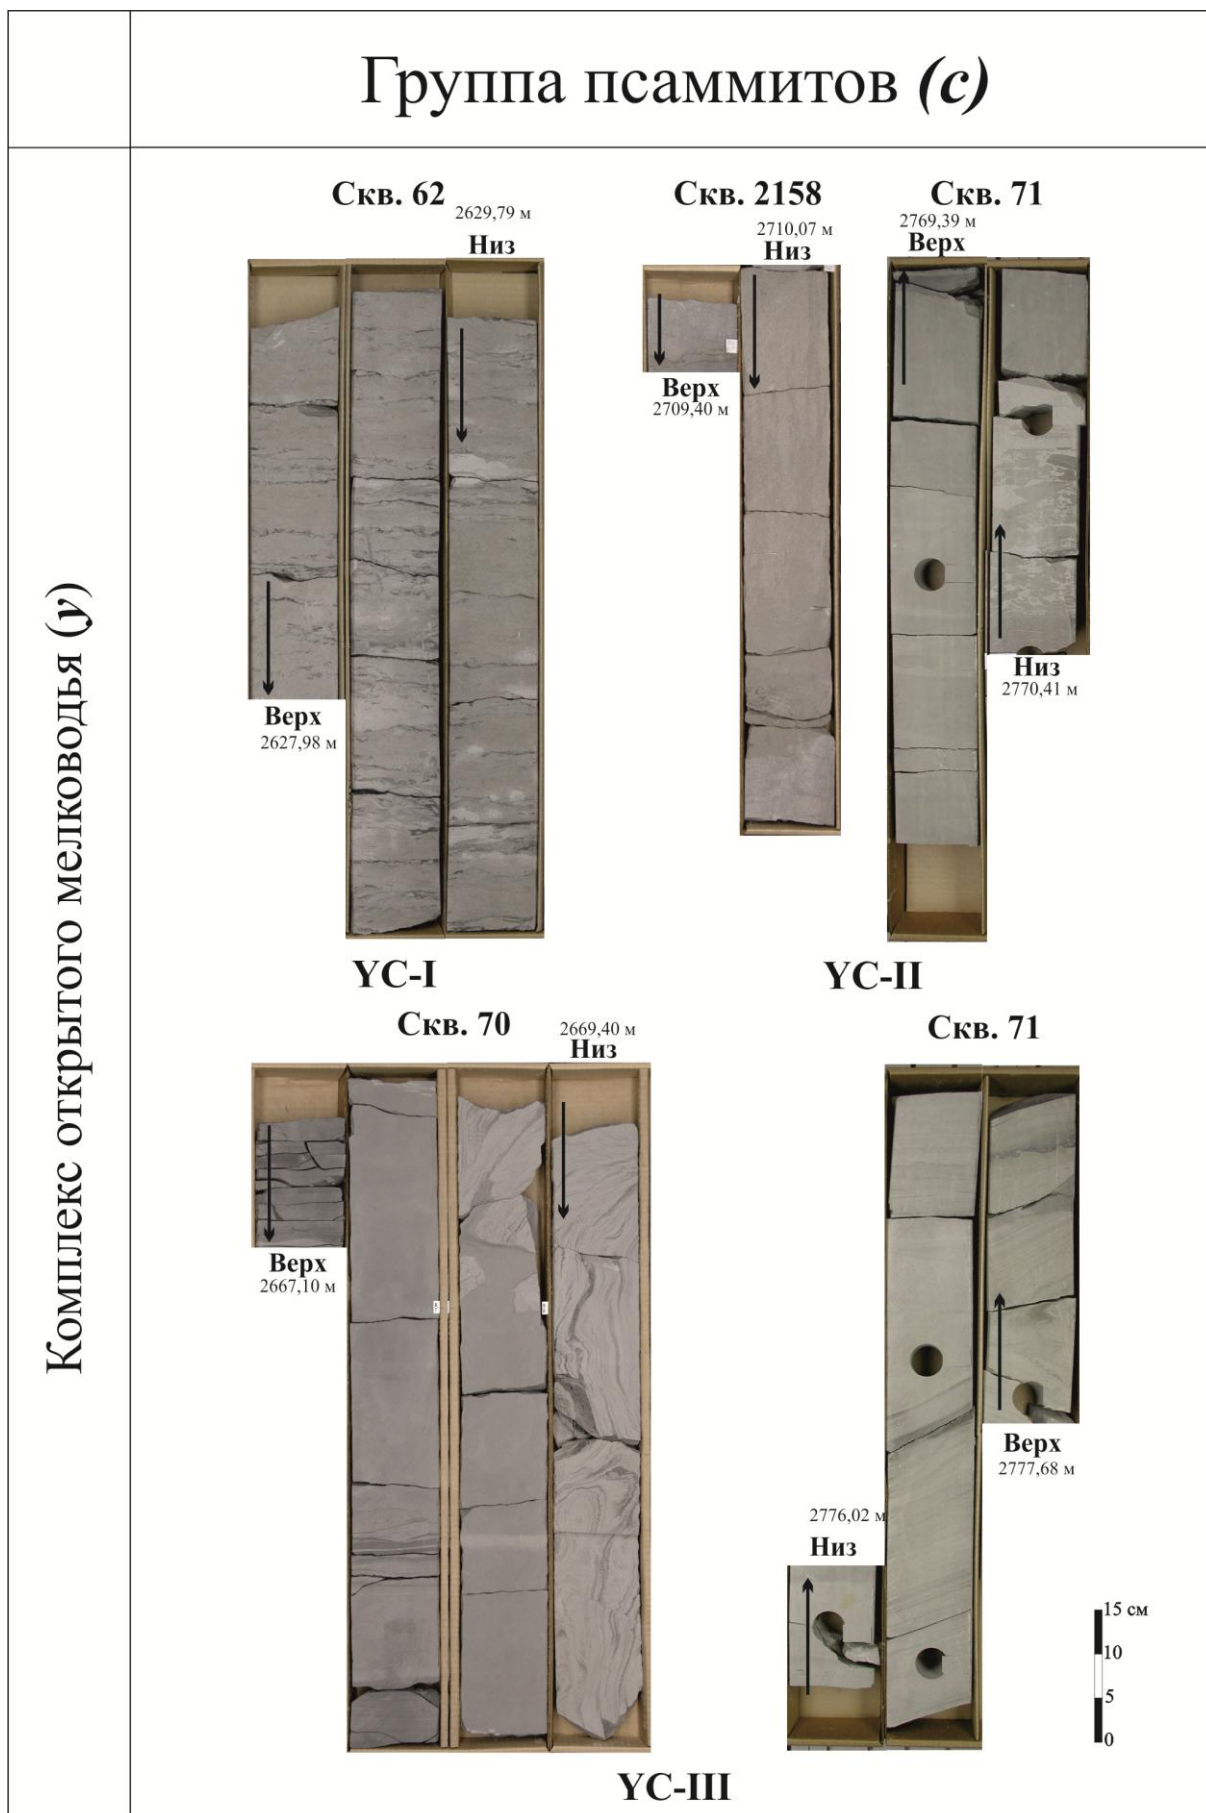 Группа псаммитов (с)
Комплекс открытого мелководья (у)
Скв. 62
2629,79 м
Низ
Верх
2627,98 м
YC-I
Скв. 2158
2710,07 м
Низ
Верх
2709,40 м
Скв. 71
2769,39 м
Верх
Низ
2770,41 м
YC-II
Скв. 70
2669,40 м
Низ
Верх
2667,10 м
Скв. 71
2776,02 м
Низ
Верх
2777,68 м
15 см
10
5
0
YC-III